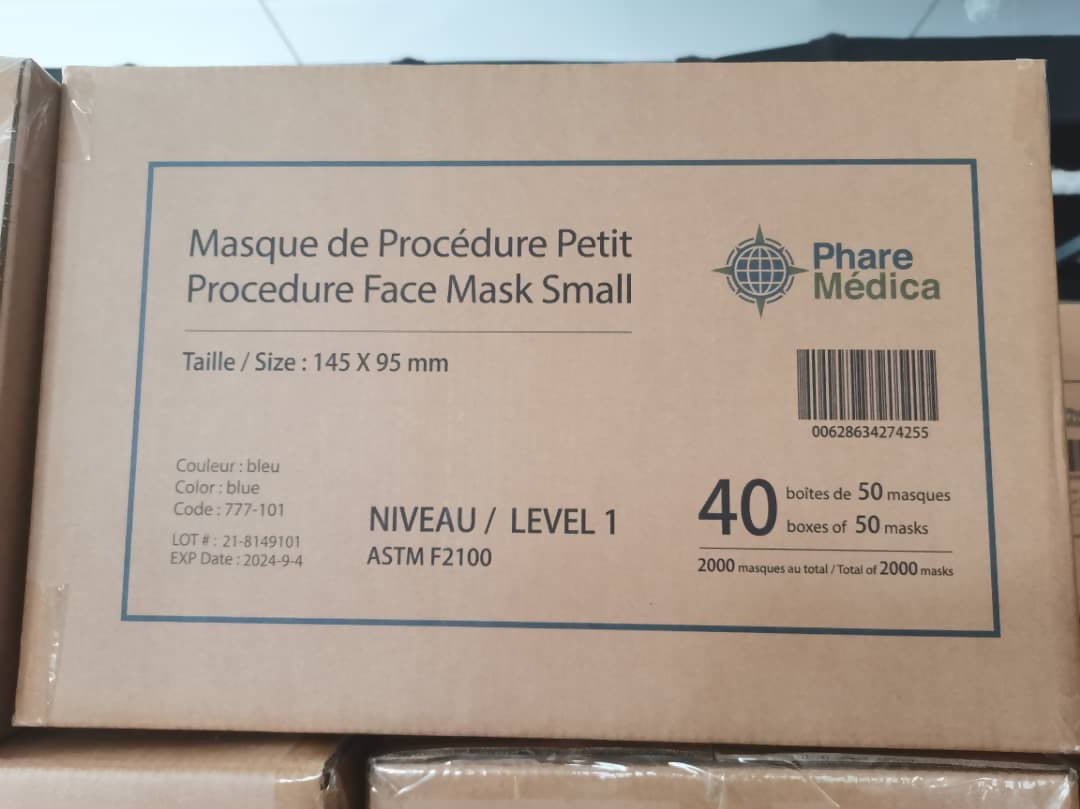 Masque de Procédure Petit
Procedure Face Mask Small
Taille / Size : 145 X 95 mm
Phare
Médica
00628634274255
Couleur : bleu
Color : blue
Code : 777-101
LOT # : 21-8149101
EXP Date : 2024-9-4
NIVEAU / LEVEL 1
ASTM F2100
40 boîtes de 50 masques
boxes of 50 masks
2000 masques au total / Total of 2000 masks